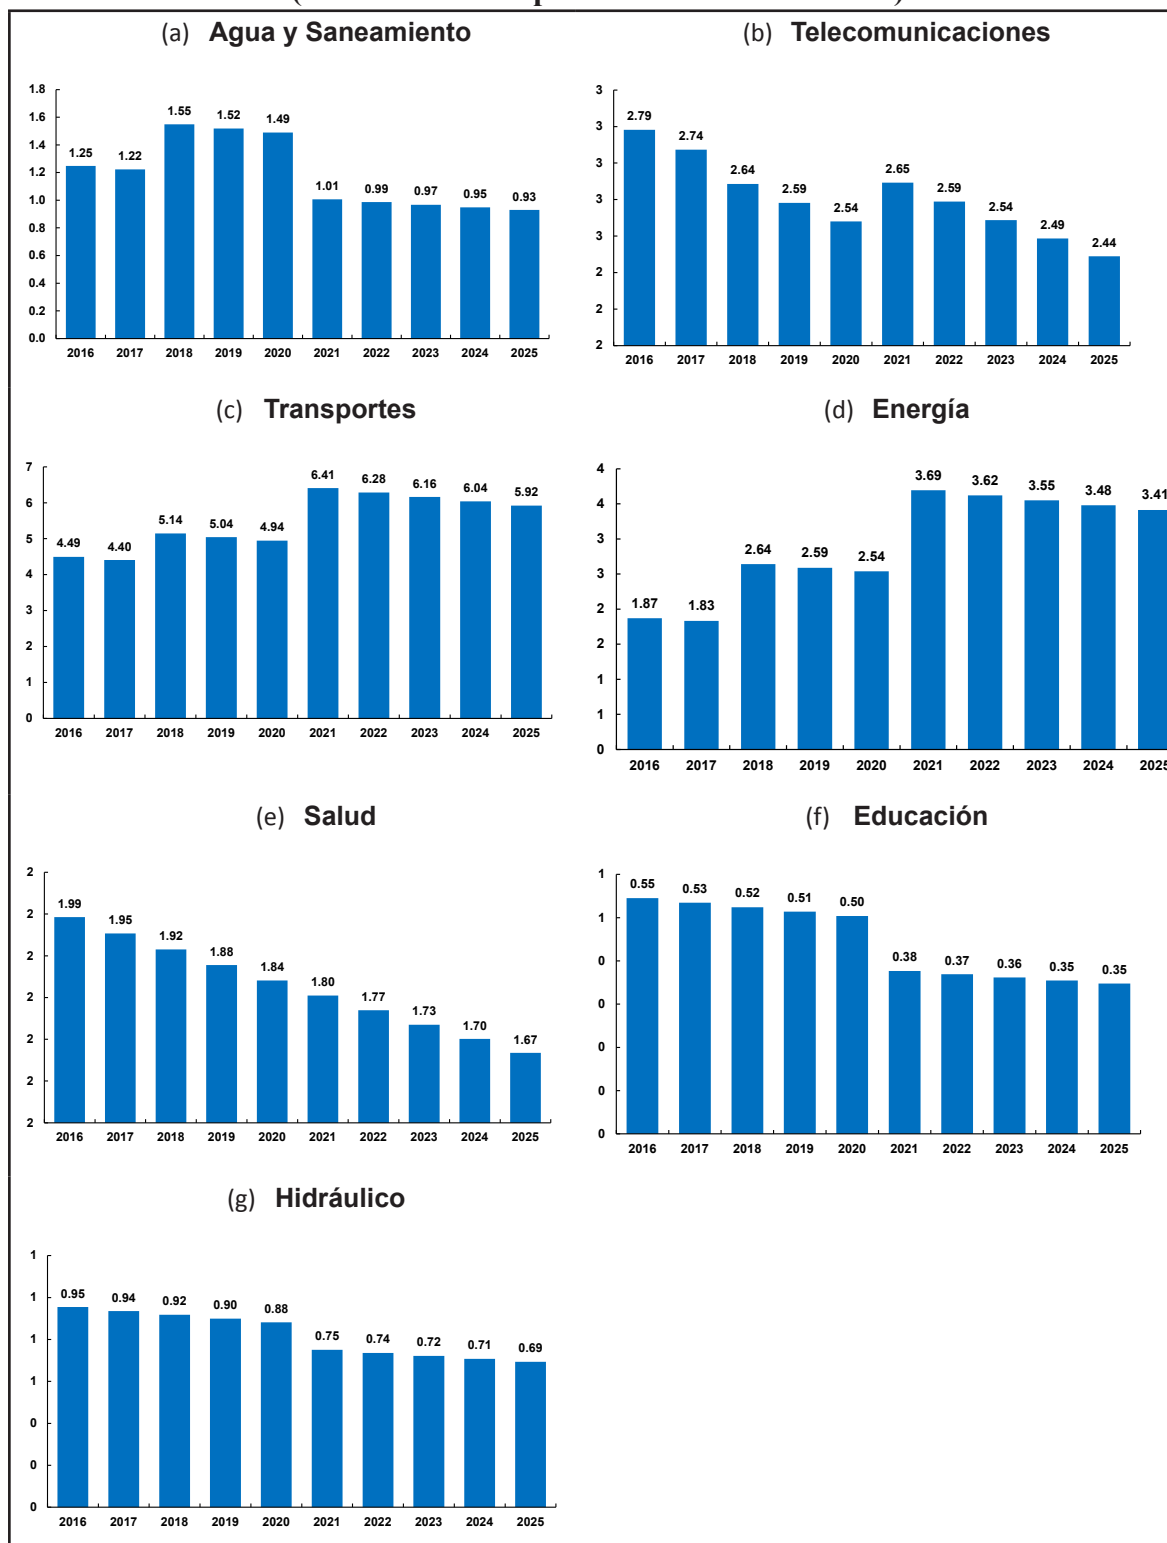 (a) Agua y Saneamiento
1.8
1.6
1.4
1.2
1.0
0.8
0.6
0.4
0.2
0.0
1.25 1.22 1.55 1.52 1.49 1.01 0.99 0.97 0.95 0.93
2016 2017 2018 2019 2020 2021 2022 2023 2024 2025
(b) Telecomunicaciones
3
3
3
3
3
2
2
2
2.79 2.74 2.64 2.59 2.54 2.65 2.59 2.54 2.49 2.44
2016 2017 2018 2019 2020 2021 2022 2023 2024 2025
(c) Transportes
7
6
5
4
3
2
1
0
4.49 4.40 5.14 5.04 4.94 6.41 6.28 6.16 6.04 5.92
2016 2017 2018 2019 2020 2021 2022 2023 2024 2025
(d) Energía
4
4
3
3
2
2
1
1
0
1.87 1.83 2.64 2.59 2.54 3.69 3.62 3.55 3.48 3.41
2016 2017 2018 2019 2020 2021 2022 2023 2024 2025
(e) Salud
2
2
2
2
2
2
2
1.99 1.95 1.92 1.88 1.84 1.80 1.77 1.73 1.70 1.67
2016 2017 2018 2019 2020 2021 2022 2023 2024 2025
(f) Educación
1
1
0
0
0
0
0
0.55 0.53 0.52 0.51 0.50 0.38 0.37 0.36 0.35 0.35
2016 2017 2018 2019 2020 2021 2022 2023 2024 2025
(g) Hidráulico
1
1
1
1
0
0
0
0.95 0.94 0.92 0.90 0.88 0.75 0.74 0.72 0.71 0.69
2016 2017 2018 2019 2020 2021 2022 2023 2024 2025